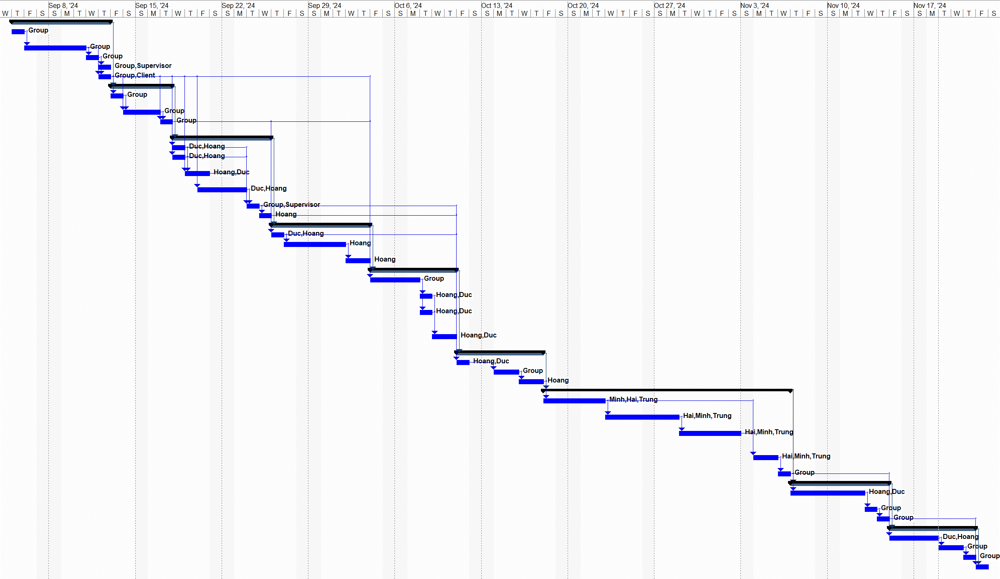 Sep 8, '24 Sep 15, '24 Sep 22, '24 Sep 29, '24 Oct 6, '24 Oct 13, '24 Oct 20, '24 Oct 27, '24 Nov 3, '24 Nov 10, '24 Nov 17, '24
W T F S S M T W T F S S M T W T F S S M T W T F S S M T W T F S S M T W T F S S M T W T F S S M T W T F S S M T W T F S S M T W T F S S M T W T F S S M T W T F S
Group
Group
Group
Group,Supervisor
Group,Client
Group
Group
Group
Duc,Hoang
Duc,Hoang
Hoang,Duc
Duc,Hoang
Group,Supervisor
Hoang
Duc,Hoang
Hoang
Hoang
Group
Hoang,Duc
Hoang,Duc
Hoang,Duc
Hoang,Duc
Group
Hoang
Minh,Hai,Trung
Hai,Minh,Trung
Hai,Minh,Trung
Hai,Minh,Trung
Group
Hoang,Duc
Group
Group
Duc,Hoang
Group
Group